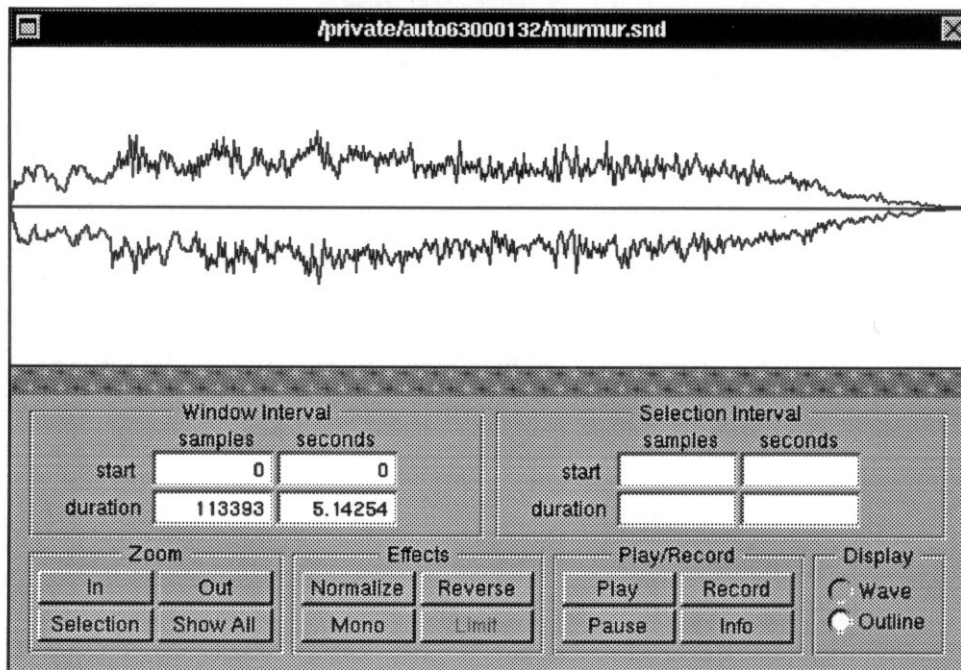 /private/auto63000132/murmur.snd
Window Interval
samples seconds
start 0 0
duration 113393 5.14254
Selection Interval
samples seconds
start
duration
Zoom
In Out
Selection Show All
Effects
Normalize Reverse
Mono Limit
Play/Record
Play Record
Pause Info
Display
Wave
Outline